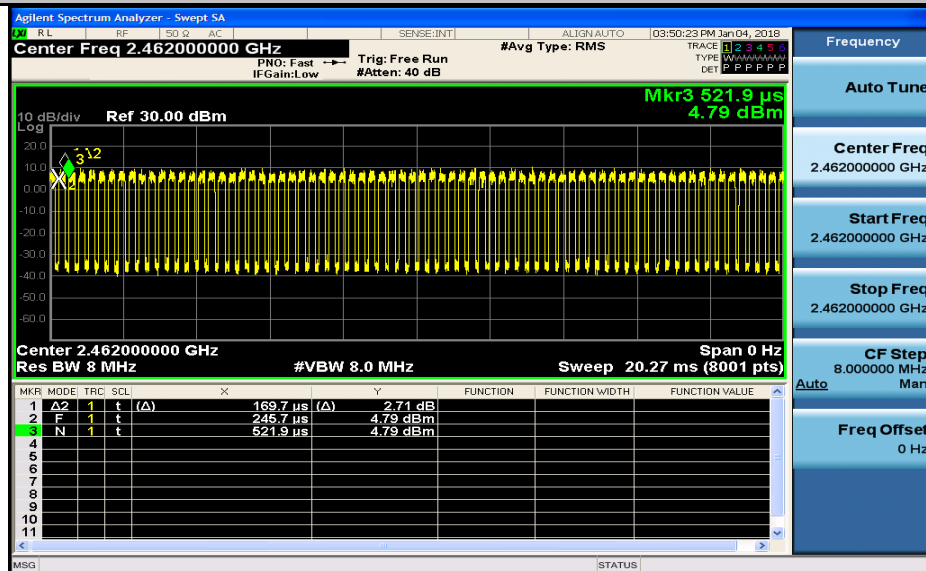 Agilent Spectrum Analyzer - Swept SA
LXI RL RF 50 Ω AC SENSE:INT ALIGN AUTO 03:50:23 PM Jan 04, 2018
Center Freq 2.462000000 GHz
#Avg Type: RMS
TRACE 1 2 3 4 5 6
PNO: Fast
Trig: Free Run
TYPE WWWWWW
IFGain:Low
#Atten: 40 dB
DET P P P P P P
Mkr3 521.9 µs
4.79 dBm
10 dB/div Ref 30.00 dBm
Log
20.0
10.0
0.00
-10.0
-20.0
-30.0
-40.0
-50.0
-60.0
3
2
Center 2.462000000 GHz
Span 0 Hz
Res BW 8 MHz
#VBW 8.0 MHz
Sweep 20.27 ms (8001 pts)
MKR MODE TRC SCL X Y FUNCTION FUNCTION WIDTH FUNCTION VALUE
1 Δ2 1 t (Δ) 169.7 µs (Δ) 2.71 dB
2 F 1 t 245.7 µs 4.79 dBm
3 N 1 t 521.9 µs 4.79 dBm
4
5
6
7
8
9
10
11
MSG
STATUS
Frequency
Auto Tune
Center Freq
2.462000000 GHz
Start Freq
2.462000000 GHz
Stop Freq
2.462000000 GHz
CF Step
8.000000 MHz
Auto Man
Freq Offset
0 Hz